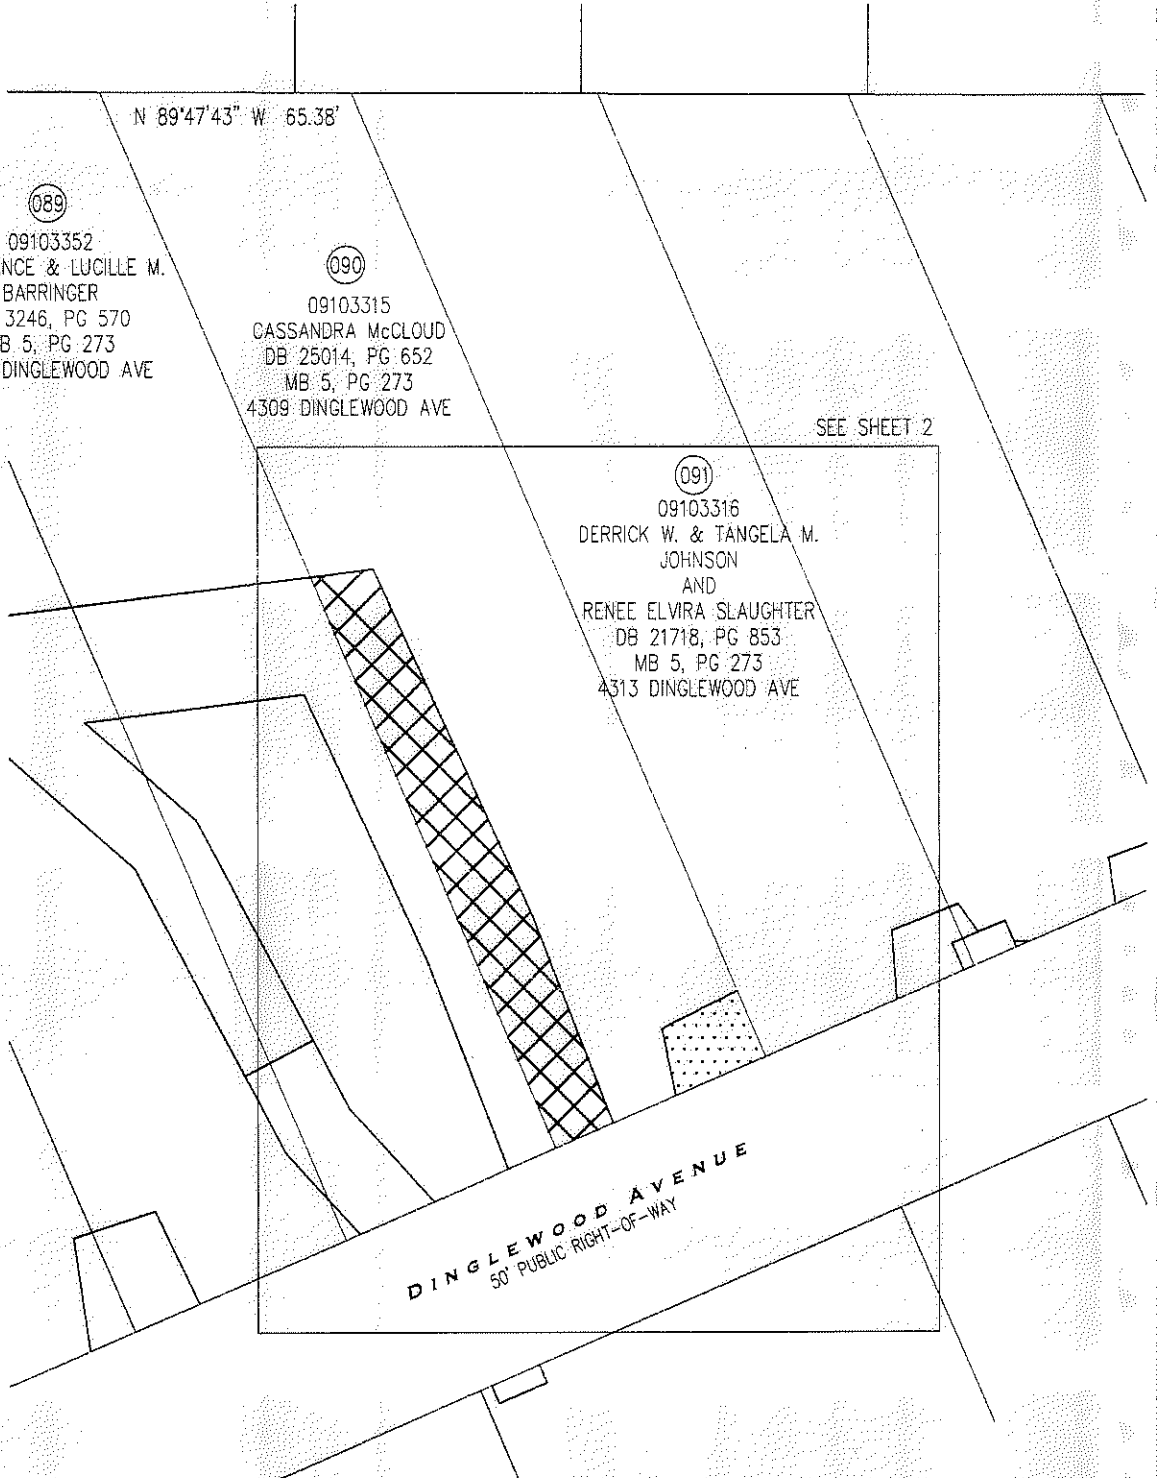 N 89°47'43" W 65.38'
089
09103352
NCE & LUCILLE M.
BARRINGER
3246, PG 570
B 5, PG 273
DINGLEWOOD AVE
090
09103315
CASSANDRA McCLOUD
DB 25014, PG 652
MB 5, PG 273
4309 DINGLEWOOD AVE
SEE SHEET 2
091
09103316
DERRICK W. & TANGELA M.
JOHNSON
AND
RENEE ELVIRA SLAUGHTER
DB 21718, PG 853
MB 5, PG 273
4313 DINGLEWOOD AVE
DINGLEWOOD AVENUE
50' PUBLIC RIGHT-OF-WAY